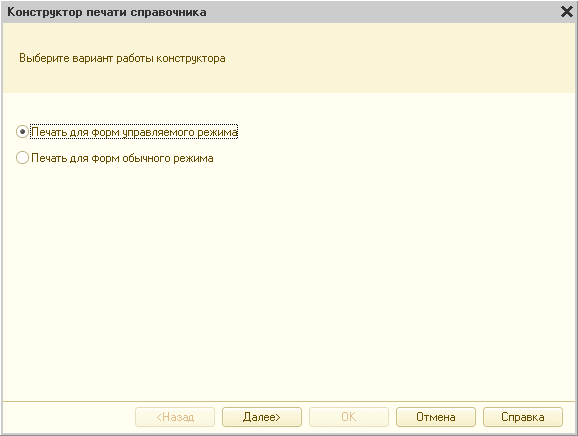 Конструктор печати справочника
Выберите вариант работы конструктора
Печать для форм управляемого режима
Печать для форм обычного режима
<Назад Далее> ОК Отмена Справка